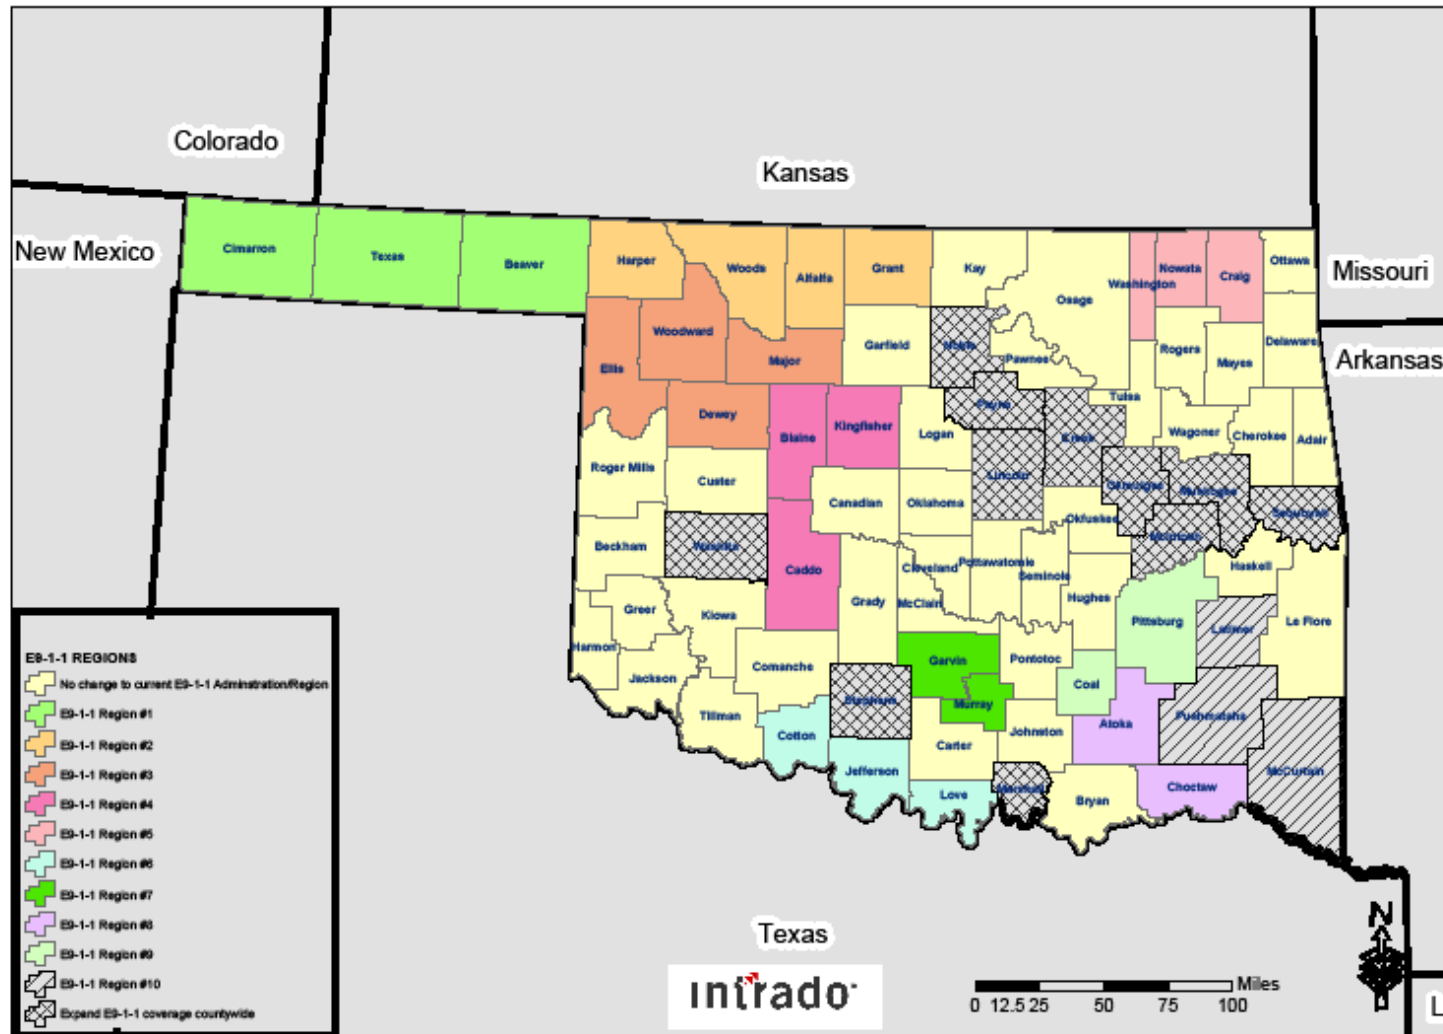 Colorado
Kansas
New Mexico
Missouri
Arkansas
Cimarron
Texas
Beaver
Harper
Woods
Alfalfa
Grant
Kay
Osage
Washington
Nowata
Craig
Ottawa
Ellis
Woodward
Major
Garfield
Noble
Pawnee
Rogers
Mayes
Delaware
Dewey
Blaine
Kingfisher
Logan
Payne
Creek
Tulsa
Wagoner
Cherokee
Adair
Roger Mills
Custer
Canadian
Oklahoma
Lincoln
Okmulgee
Muskogee
Sequoyah
Beckham
Washita
Caddo
Grady
Cleveland
McClain
Pottawatomie
Seminole
Okfuskee
Hughes
McIntosh
Haskell
Pittsburg
Latimer
Le Flore
Harmon
Greer
Kiowa
Jackson
Comanche
Tillman
Cotton
Stephens
Garvin
Murray
Pontotoc
Coal
Atoka
Pushmataha
McCurtain
Jefferson
Carter
Johnston
Love
Marshall
Bryan
Choctaw
E9-1-1 REGIONS
No change to current E9-1-1 Adminstration/Region
E9-1-1 Region #1
E9-1-1 Region #2
E9-1-1 Region #3
E9-1-1 Region #4
E9-1-1 Region #5
E9-1-1 Region #6
E9-1-1 Region #7
E9-1-1 Region #8
E9-1-1 Region #9
E9-1-1 Region #10
Expand E9-1-1 coverage countywide
Texas
intrado
N
Miles
0 12.5 25 50 75 100
L